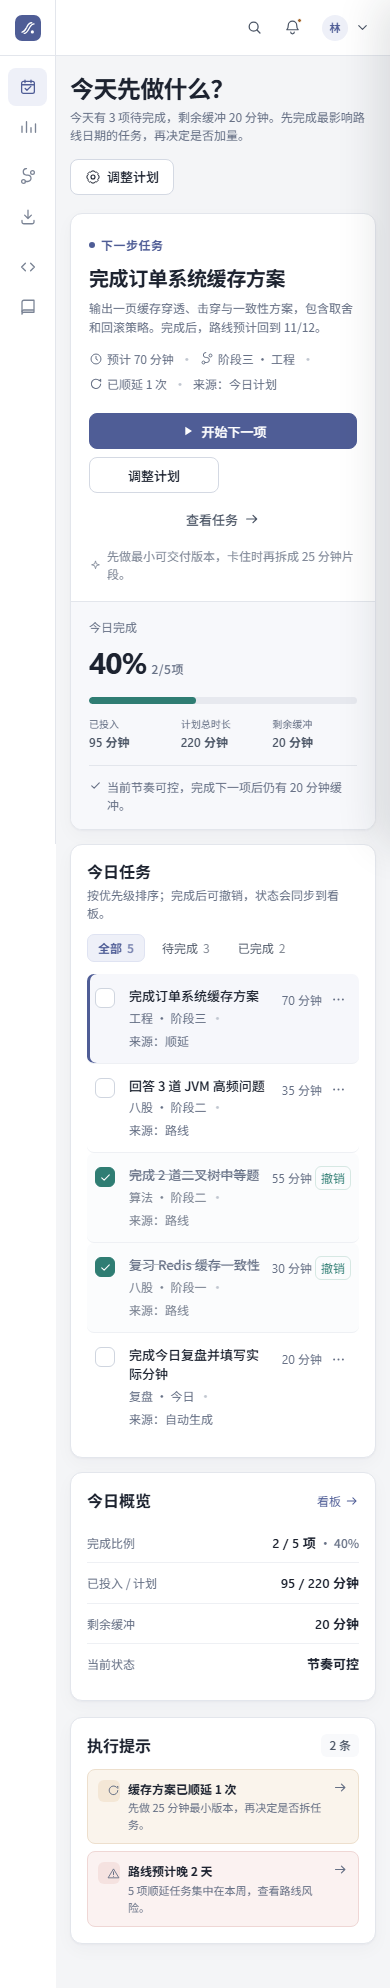 林
今天先做什么？
今天有 3 项待完成，剩余缓冲 20 分钟。先完成最影响路
线日期的任务，再决定是否加量。
调整计划
下一步任务
完成订单系统缓存方案
输出一页缓存穿透、击穿与一致性方案，包含取舍
和回滚策略。完成后，路线预计回到 11/12。
预计 70 分钟 • 阶段三 • 工程 •
已顺延 1 次 • 来源：今日计划
开始下一项
调整计划
查看任务 →
先做最小可交付版本，卡住时再拆成 25 分钟片
段。
今日完成
40% 2/5项
已投入 计划总时长 剩余缓冲
95 分钟 220 分钟 20 分钟
当前节奏可控，完成下一项后仍有 20 分钟缓
冲。
今日任务
按优先级排序；完成后可撤销，状态会同步到看
板。
全部 5 待完成 3 已完成 2
完成订单系统缓存方案 70 分钟 ···
工程 • 阶段三 •
来源：顺延
回答 3 道 JVM 高频问题 35 分钟 ···
八股 • 阶段二 •
来源：路线
完成 2 道二叉树中等题 55 分钟 撤销
算法 • 阶段二 •
来源：路线
复习 Redis 缓存一致性 30 分钟 撤销
八股 • 阶段一 •
来源：路线
完成今日复盘并填写实 20 分钟 ···
际分钟
复盘 • 今日 •
来源：自动生成
今日概览 看板 →
完成比例 2 / 5 项 • 40%
已投入 / 计划 95 / 220 分钟
剩余缓冲 20 分钟
当前状态 节奏可控
执行提示 2 条
缓存方案已顺延 1 次 →
先做 25 分钟最小版本，再决定是否拆任
务。
路线预计晚 2 天 →
5 项顺延任务集中在本周，查看路线风
险。